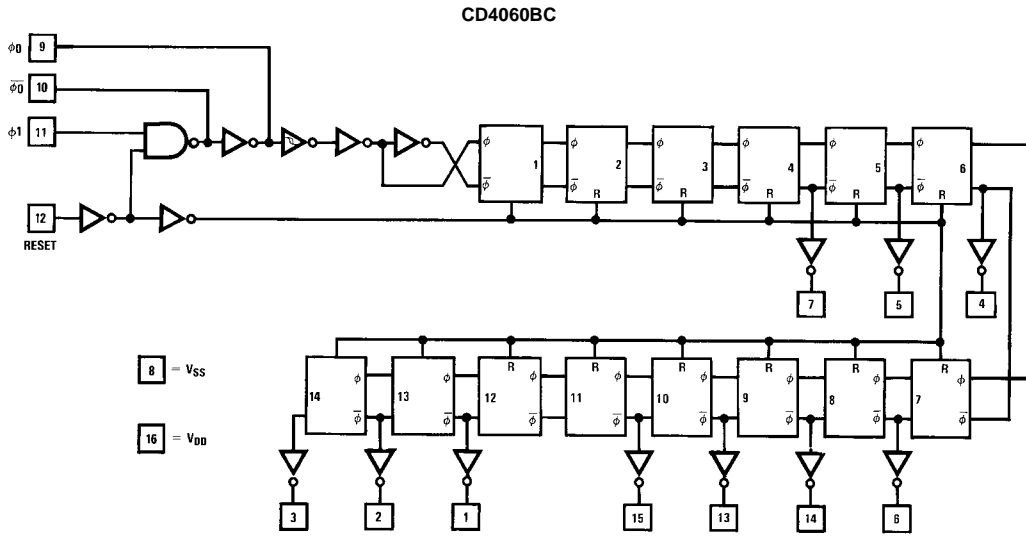 CD4060BC
ϕ0 9
ϕ̅0̅ 10
ϕ1 11
12
RESET
ϕ ϕ̅ 1
ϕ ϕ̅ 2 R
ϕ ϕ̅ 3 R
ϕ ϕ̅ 4 R
ϕ ϕ̅ 5 R
ϕ ϕ̅ 6 R
7 5 4
8 = VSS
16 = VDD
14 ϕ ϕ̅
13 ϕ ϕ̅
R 12 ϕ ϕ̅
R 11 ϕ ϕ̅
R 10 ϕ ϕ̅
R 9 ϕ ϕ̅
R 8 ϕ ϕ̅
R 7 ϕ ϕ̅
3 2 1 15 13 14 6